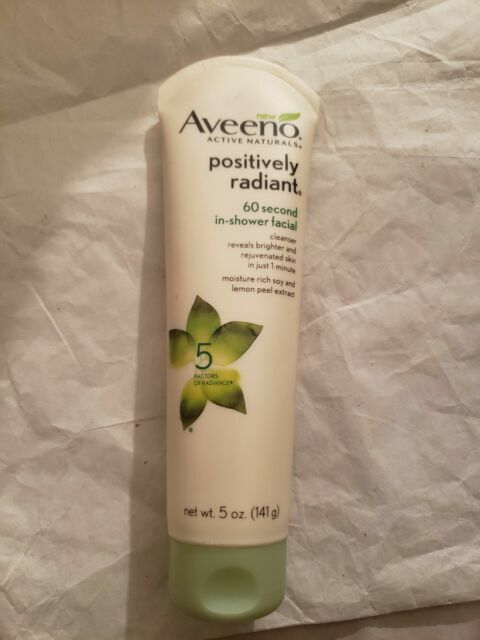 new
Aveeno®
ACTIVE NATURALS®
positively
radiant®
60 second
in-shower facial
cleanser
reveals brighter and
rejuvenated skin
in just 1 minute
moisture rich soy and
lemon peel extract
5
FACTORS
OF RADIANCE®
net wt. 5 oz. (141 g)